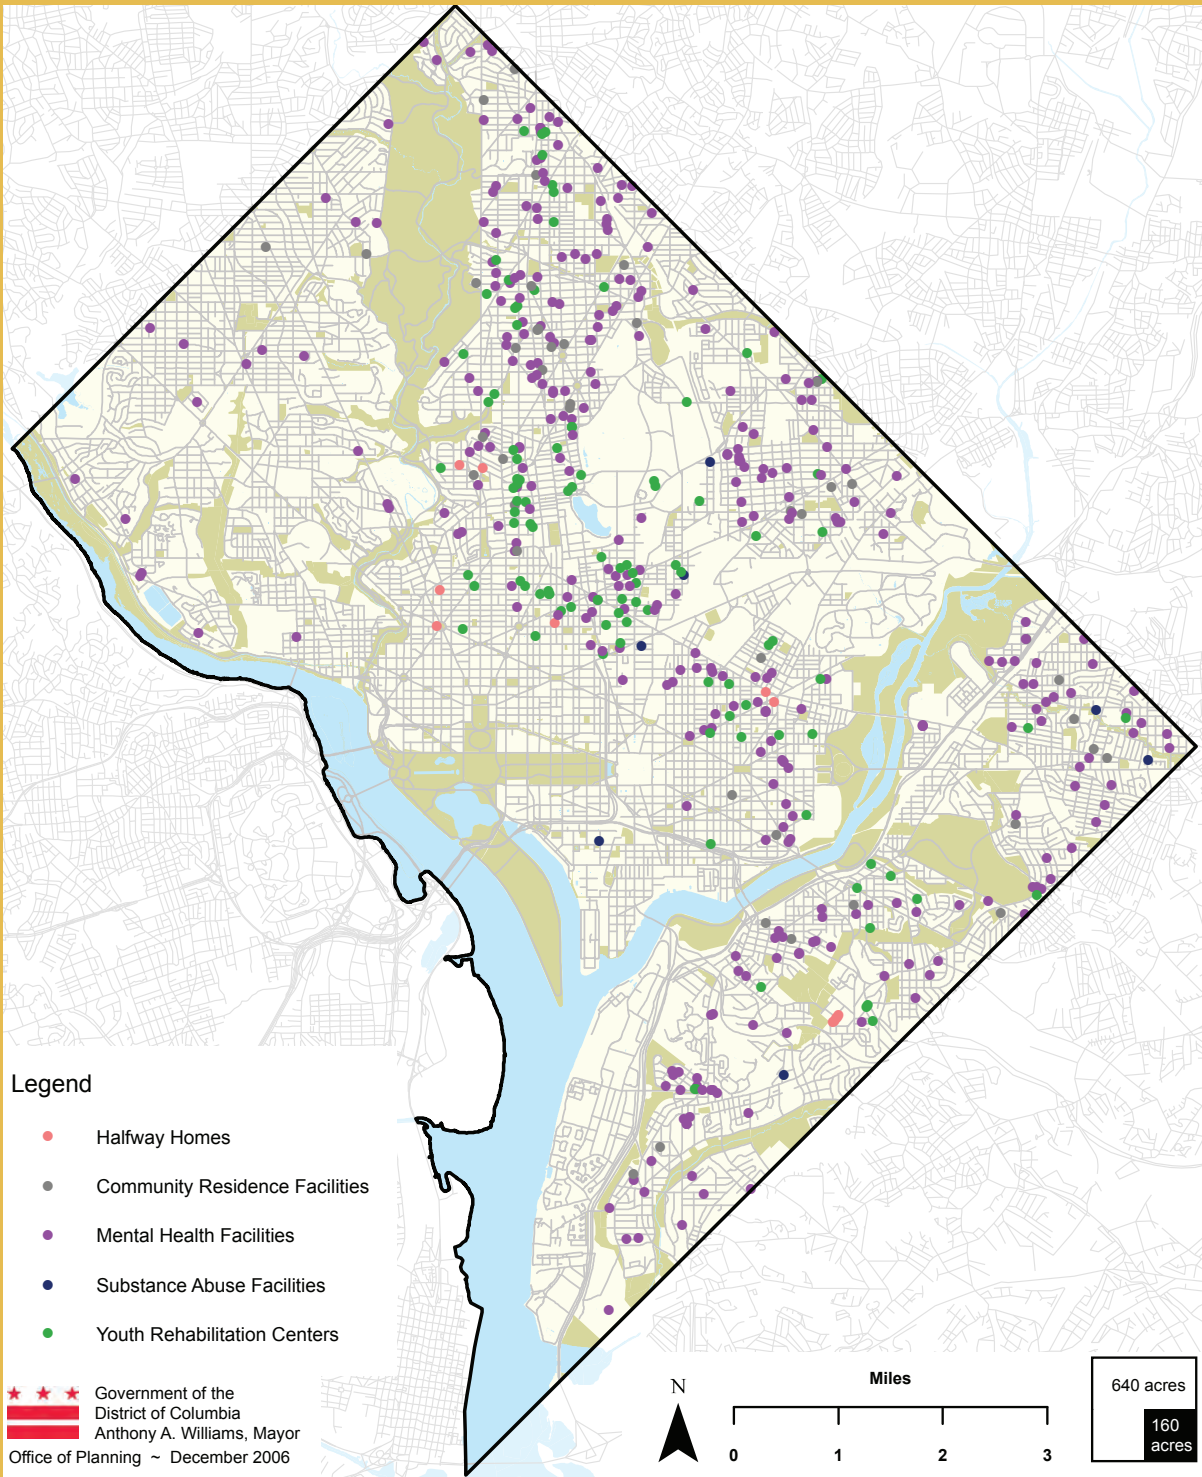 Legend
Halfway Homes
Community Residence Facilities
Mental Health Facilities
Substance Abuse Facilities
Youth Rehabilitation Centers
Government of the
District of Columbia
Anthony A. Williams, Mayor
Office of Planning ~ December 2006
N
Miles
0 1 2 3
640 acres
160
acres